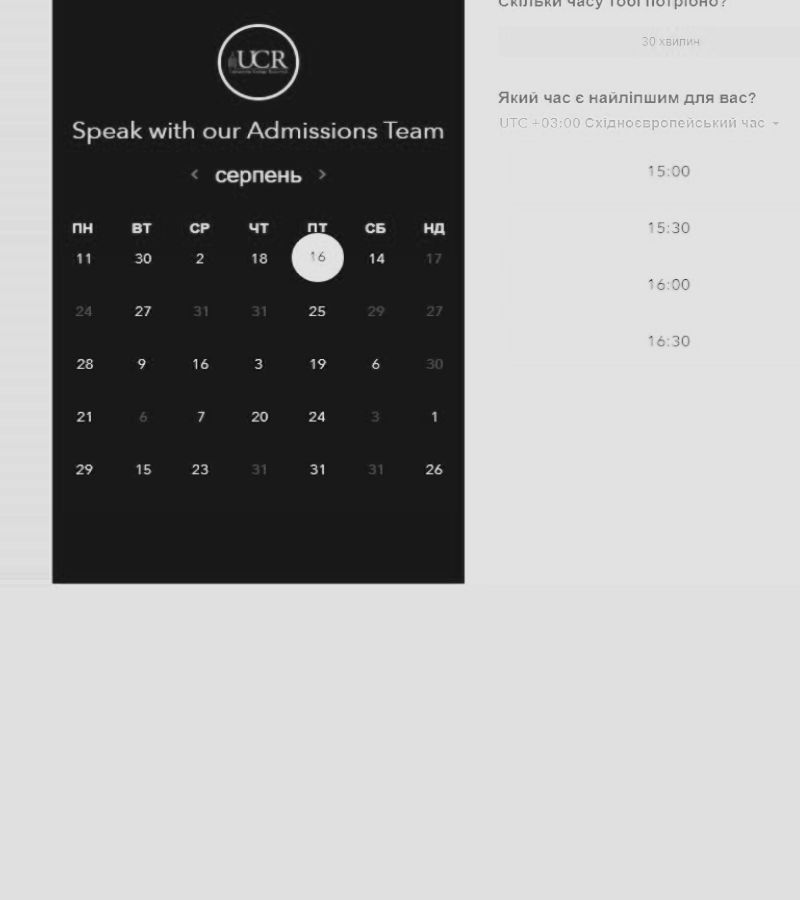 UCR
Speak with our Admissions Team
‹ серпень ›
ПН ВТ СР ЧТ ПТ СБ НД
11 30 2 18 16 14 17
24 27 31 31 25 29 27
28 9 16 3 19 6 30
21 6 7 20 24 3 1
29 15 23 31 31 31 26
Скільки часу тобі потрібно?
30 хвилин
Який час є найліпшим для вас?
UTC +03:00 Східноєвропейський час
15:00
15:30
16:00
16:30